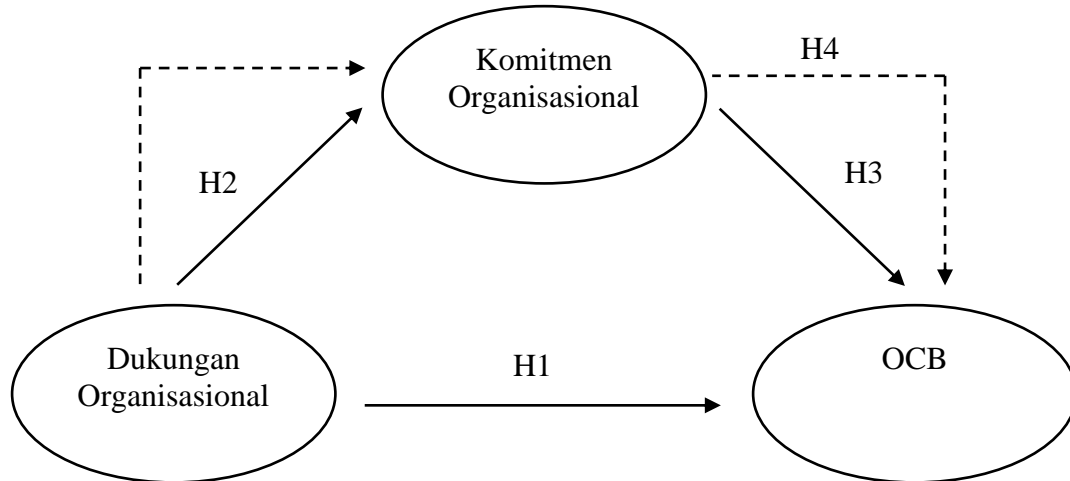 Komitmen
Organisasional
H4
H2
H3
Dukungan
Organisasional
H1
OCB